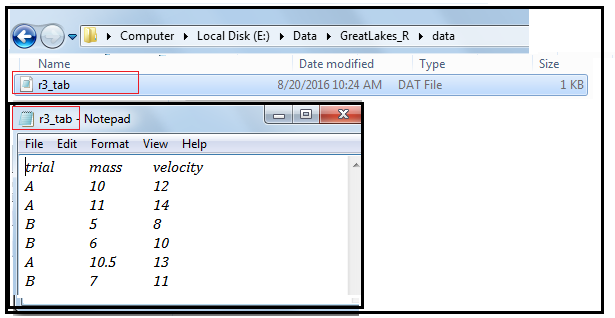 Computer Local Disk (E:) Data GreatLakes_R data
Name Date modified Type Size
r3_tab 8/20/2016 10:24 AM DAT File 1 KB
r3_tab - Notepad
File Edit Format View Help
trial mass velocity
A 10 12
A 11 14
B 5 8
B 6 10
A 10.5 13
B 7 11